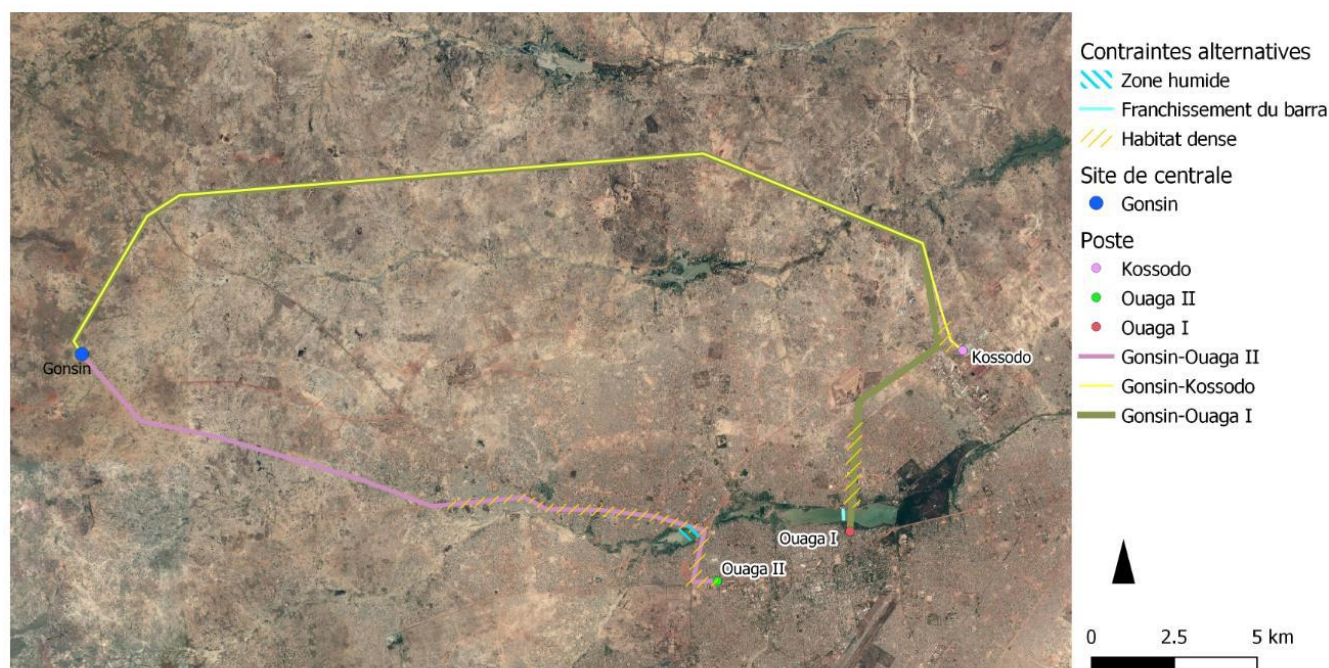 Contraintes alternatives
Zone humide
Franchissement du barra
Habitat dense
Site de centrale
Gonsin
Poste
Kossodo
Ouaga II
Ouaga I
Gonsin-Ouaga II
Gonsin-Kossodo
Gonsin-Ouaga I
Gonsin
Kossodo
Ouaga I
Ouaga II
0 2.5 5 km